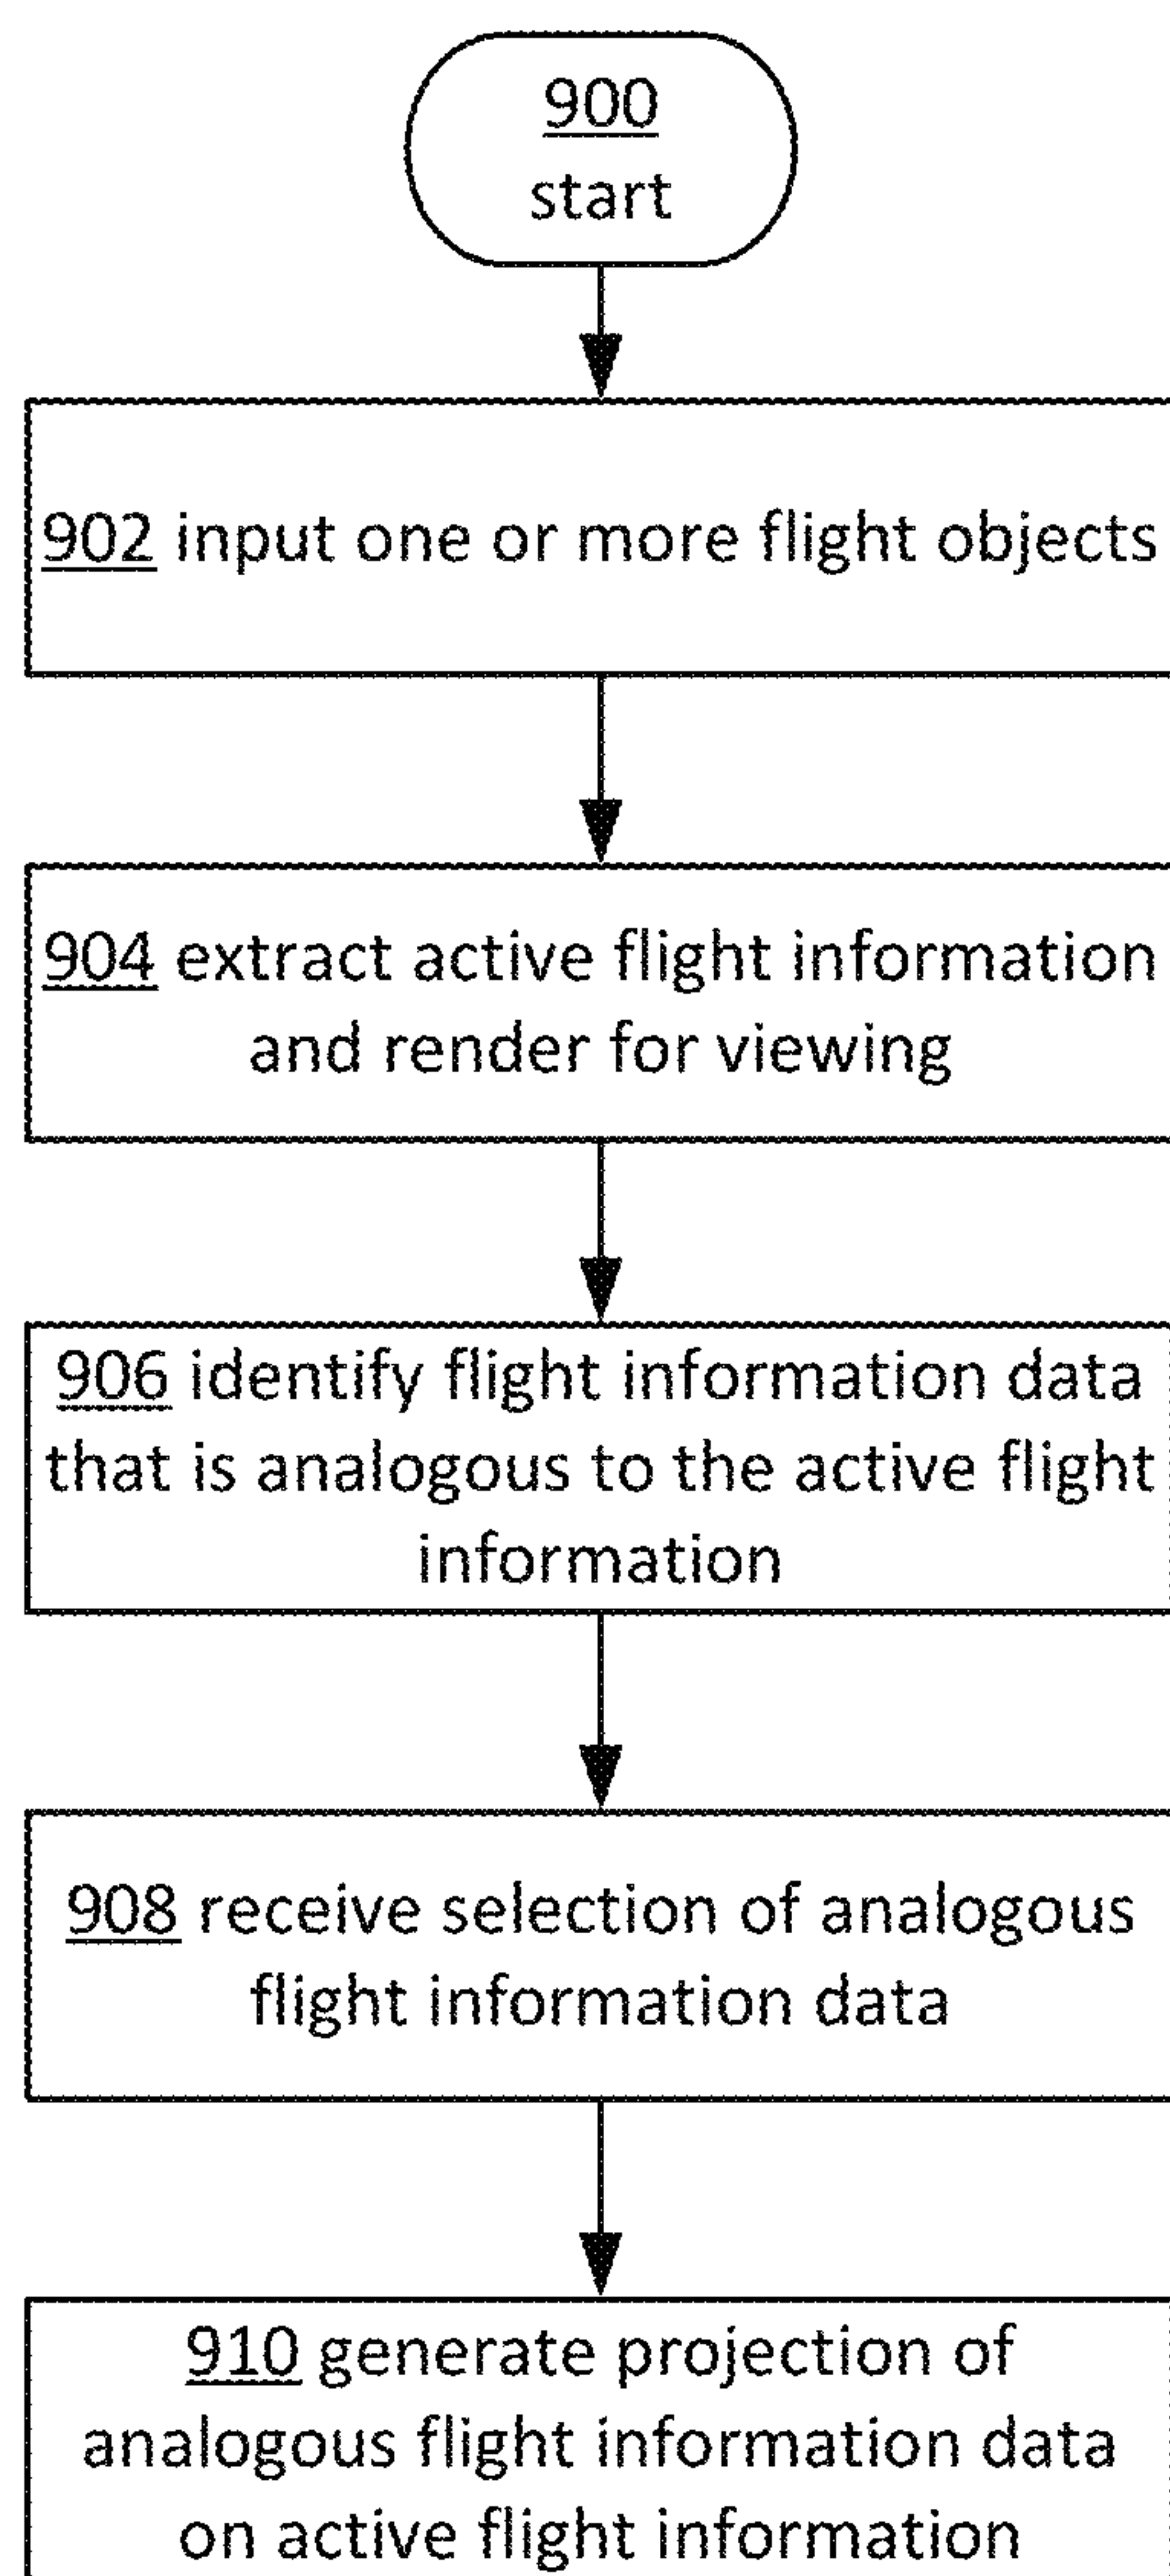 900
start
902 input one or more flight objects
904 extract active flight information
and render for viewing
906 identify flight information data
that is analogous to the active flight
information
908 receive selection of analogous
flight information data
910 generate projection of
analogous flight information data
on active flight information